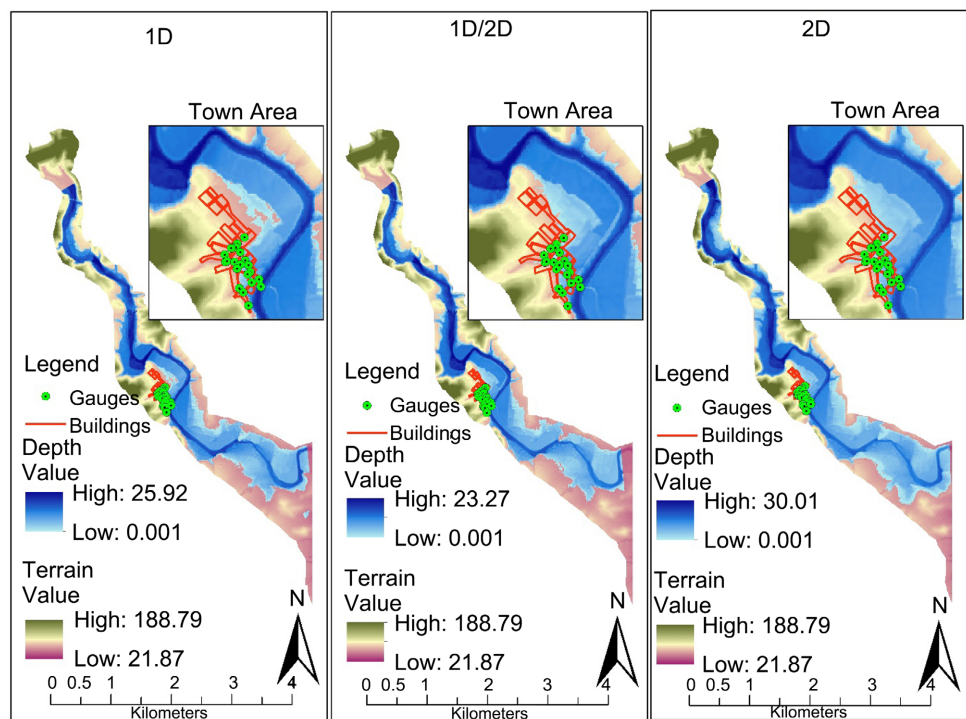 1D
Town Area
Legend
Gauges
Buildings
Depth
Value
High: 25.92
Low: 0.001
Terrain
Value
High: 188.79
Low: 21.87
N
0 0.5 1 2 3 4
Kilometers
1D/2D
Town Area
Legend
Gauges
Buildings
Depth
Value
High: 23.27
Low: 0.001
Terrain
Value
High: 188.79
Low: 21.87
N
0 0.5 1 2 3 4
Kilometers
2D
Town Area
Legend
Gauges
Buildings
Depth
Value
High: 30.01
Low: 0.001
Terrain
Value
High: 188.79
Low: 21.87
N
0 0.5 1 2 3 4
Kilometers